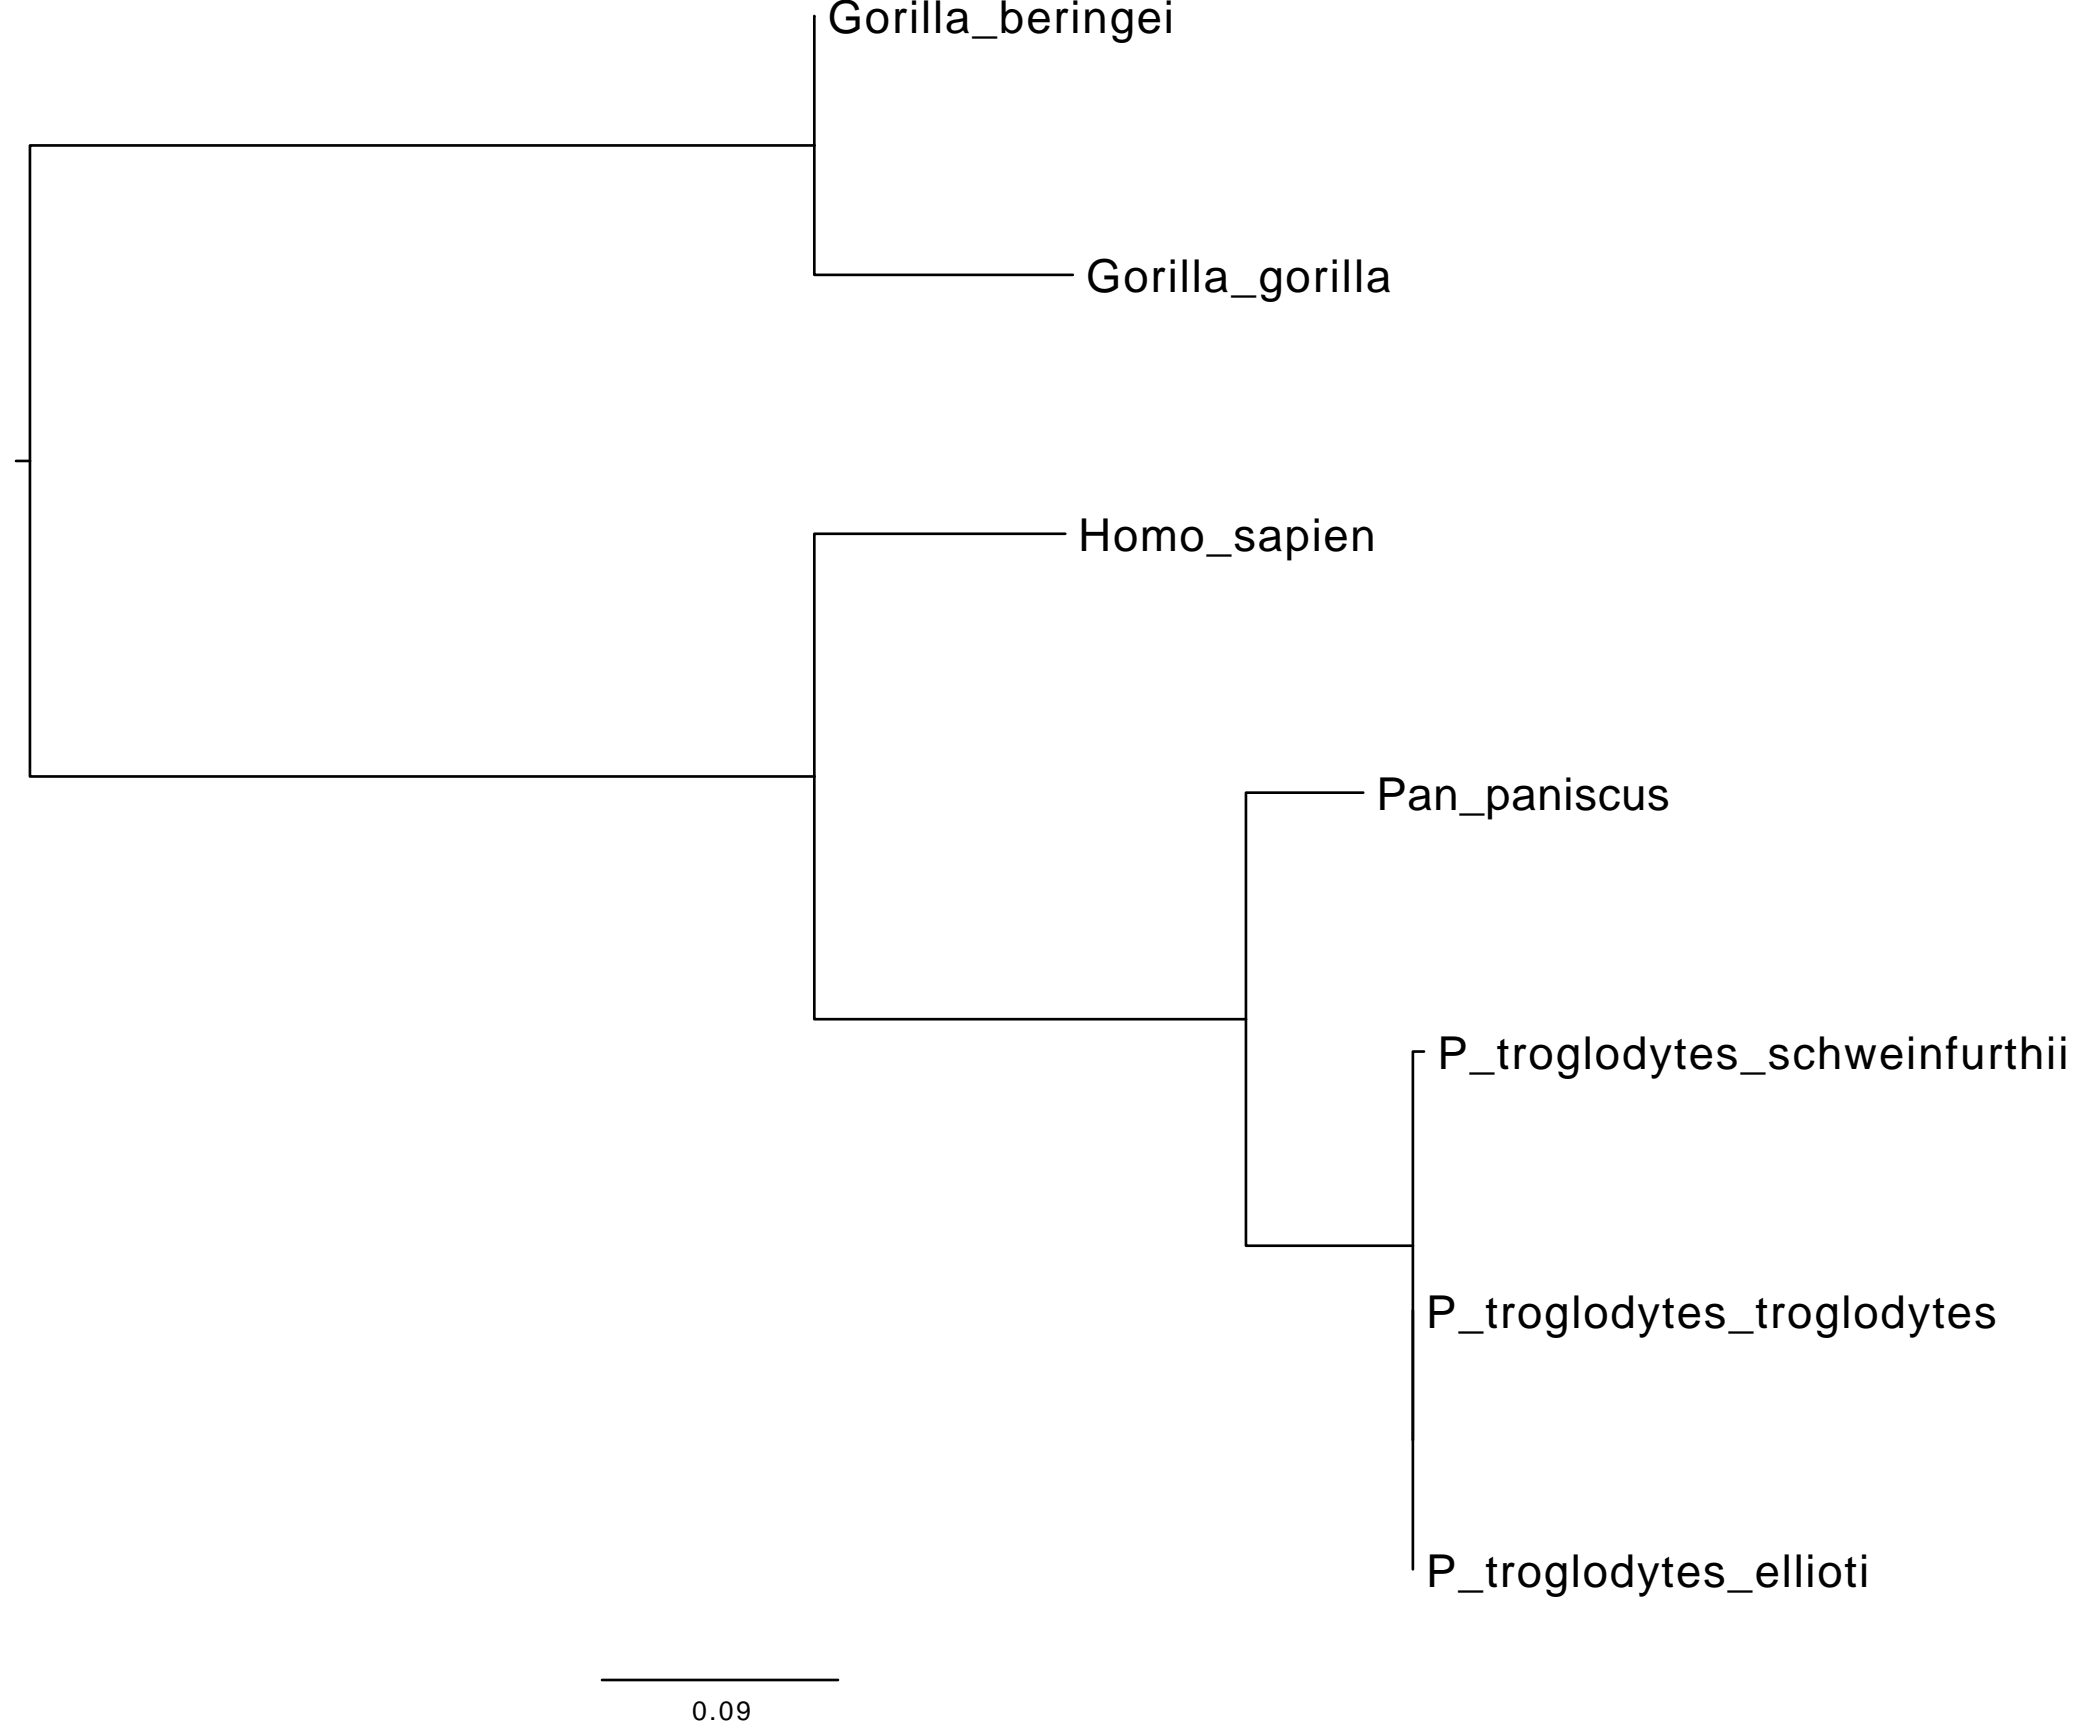 Gorilla_beringei
Gorilla_gorilla
Homo_sapien
Pan_paniscus
P_troglodytes_schweinfurthii
P_troglodytes_troglodytes
P_troglodytes_ellioti
0.09